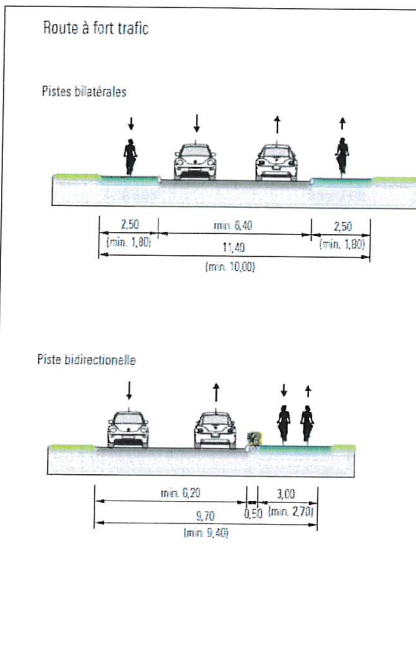 Route à fort trafic
Pistes bilatérales
2,50 min. 6,40 2,50
(min. 1,80) (min. 1,80)
11,40
(min. 10,00)
Piste bidirectionelle
min. 6,20 3,00
9,70 0,50 (min. 2,70)
(min. 9,40)